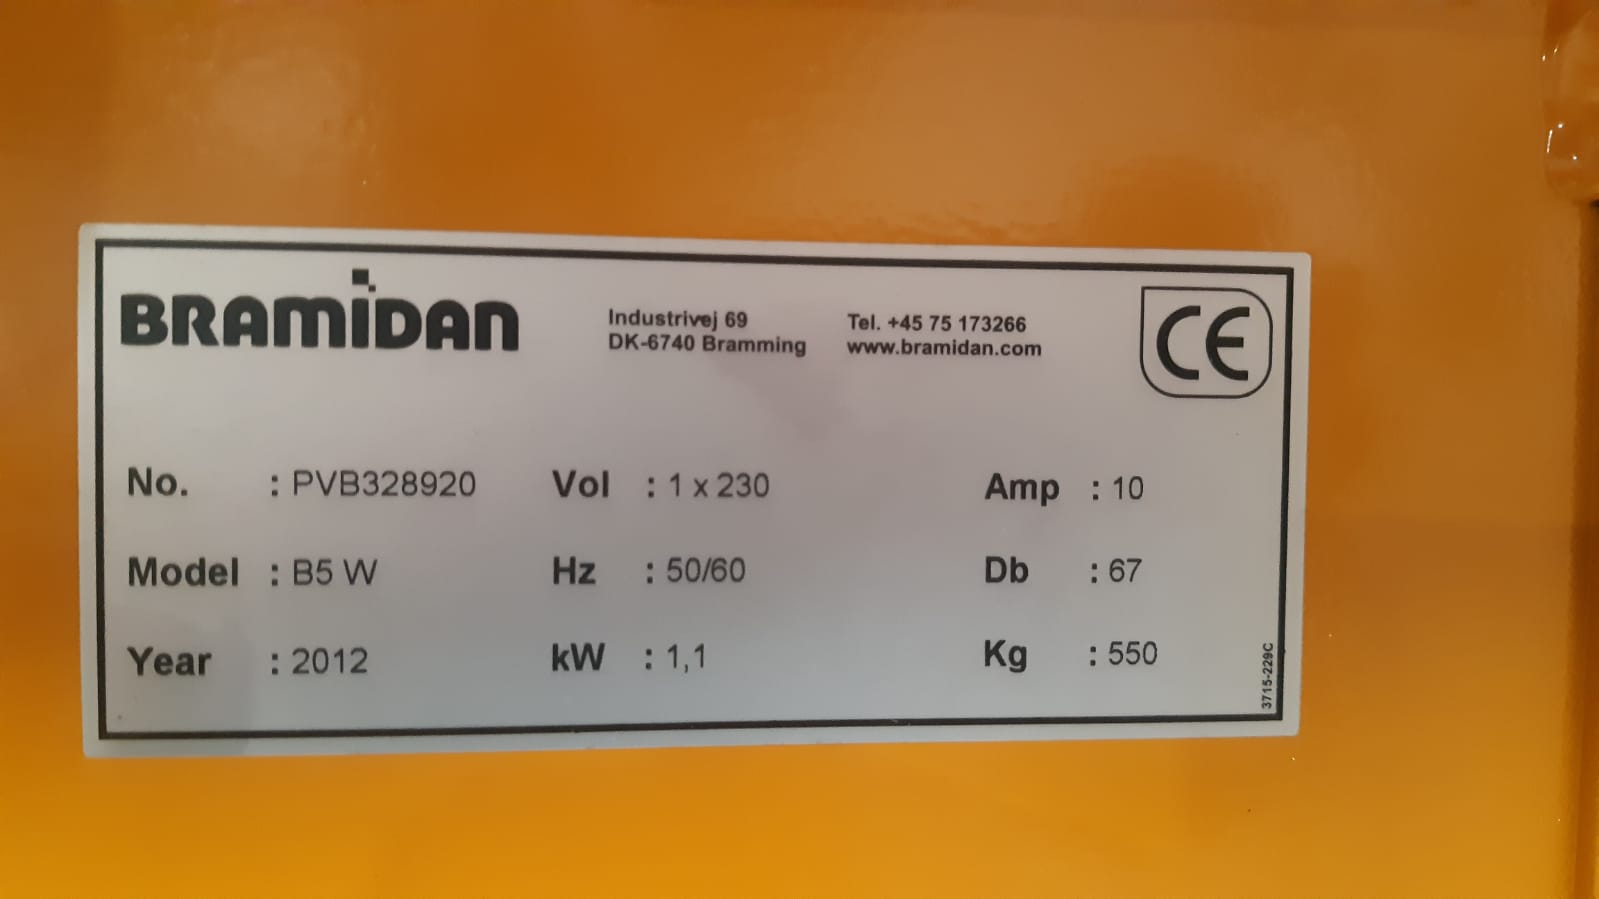 BRAMIDAN
Industrivej 69
DK-6740 Bramming
Tel. +45 75 173266
www.bramidan.com
CE
No. : PVB328920 Vol : 1 x 230 Amp : 10
Model : B5 W Hz : 50/60 Db : 67
Year : 2012 kW : 1,1 Kg : 550
3715-229C